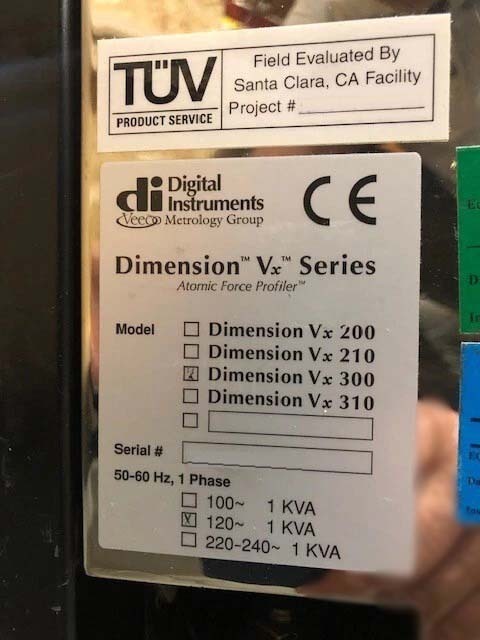 TÜV
PRODUCT SERVICE
Field Evaluated By
Santa Clara, CA Facility
Project #
di Digital
Instruments
Veeco Metrology Group
CE
Dimension™ Vx™ Series
Atomic Force Profiler™
Model
Dimension Vx 200
Dimension Vx 210
Dimension Vx 300
Dimension Vx 310
Serial #
50-60 Hz, 1 Phase
100~ 1 KVA
120~ 1 KVA
220-240~ 1 KVA